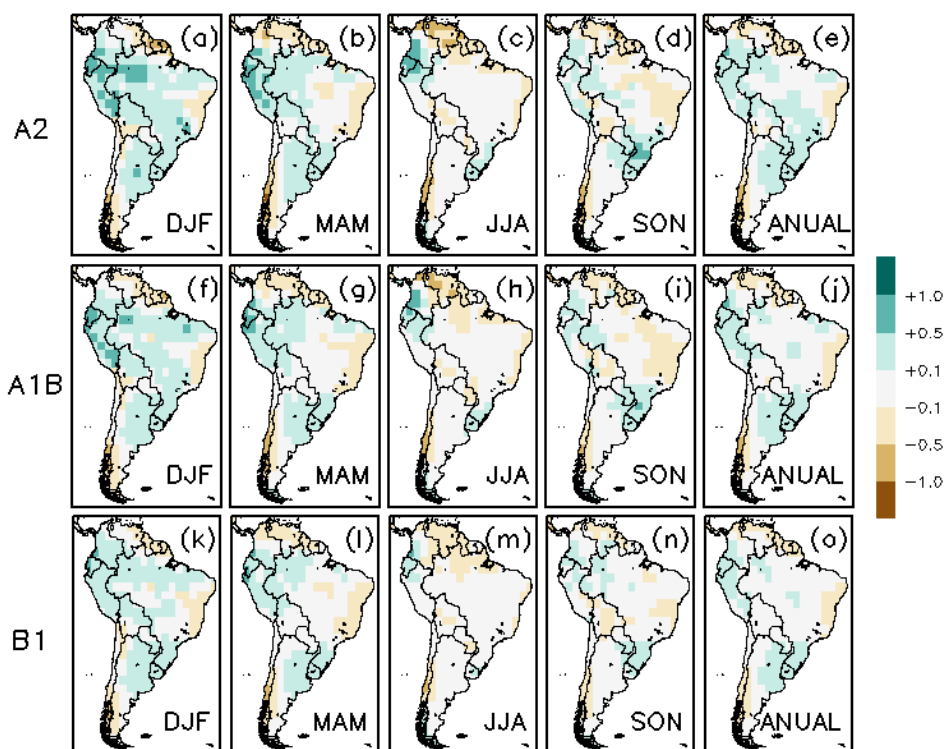 (a) (b) (c) (d) (e)
A2
DJF MAM JJA SON ANUAL
(f) (g) (h) (i) (j)
+1.0
+0.5
A1B
+0.1
−0.1
−0.5
DJF MAM JJA SON ANUAL
−1.0
(k) (l) (m) (n) (o)
B1
DJF MAM JJA SON ANUAL